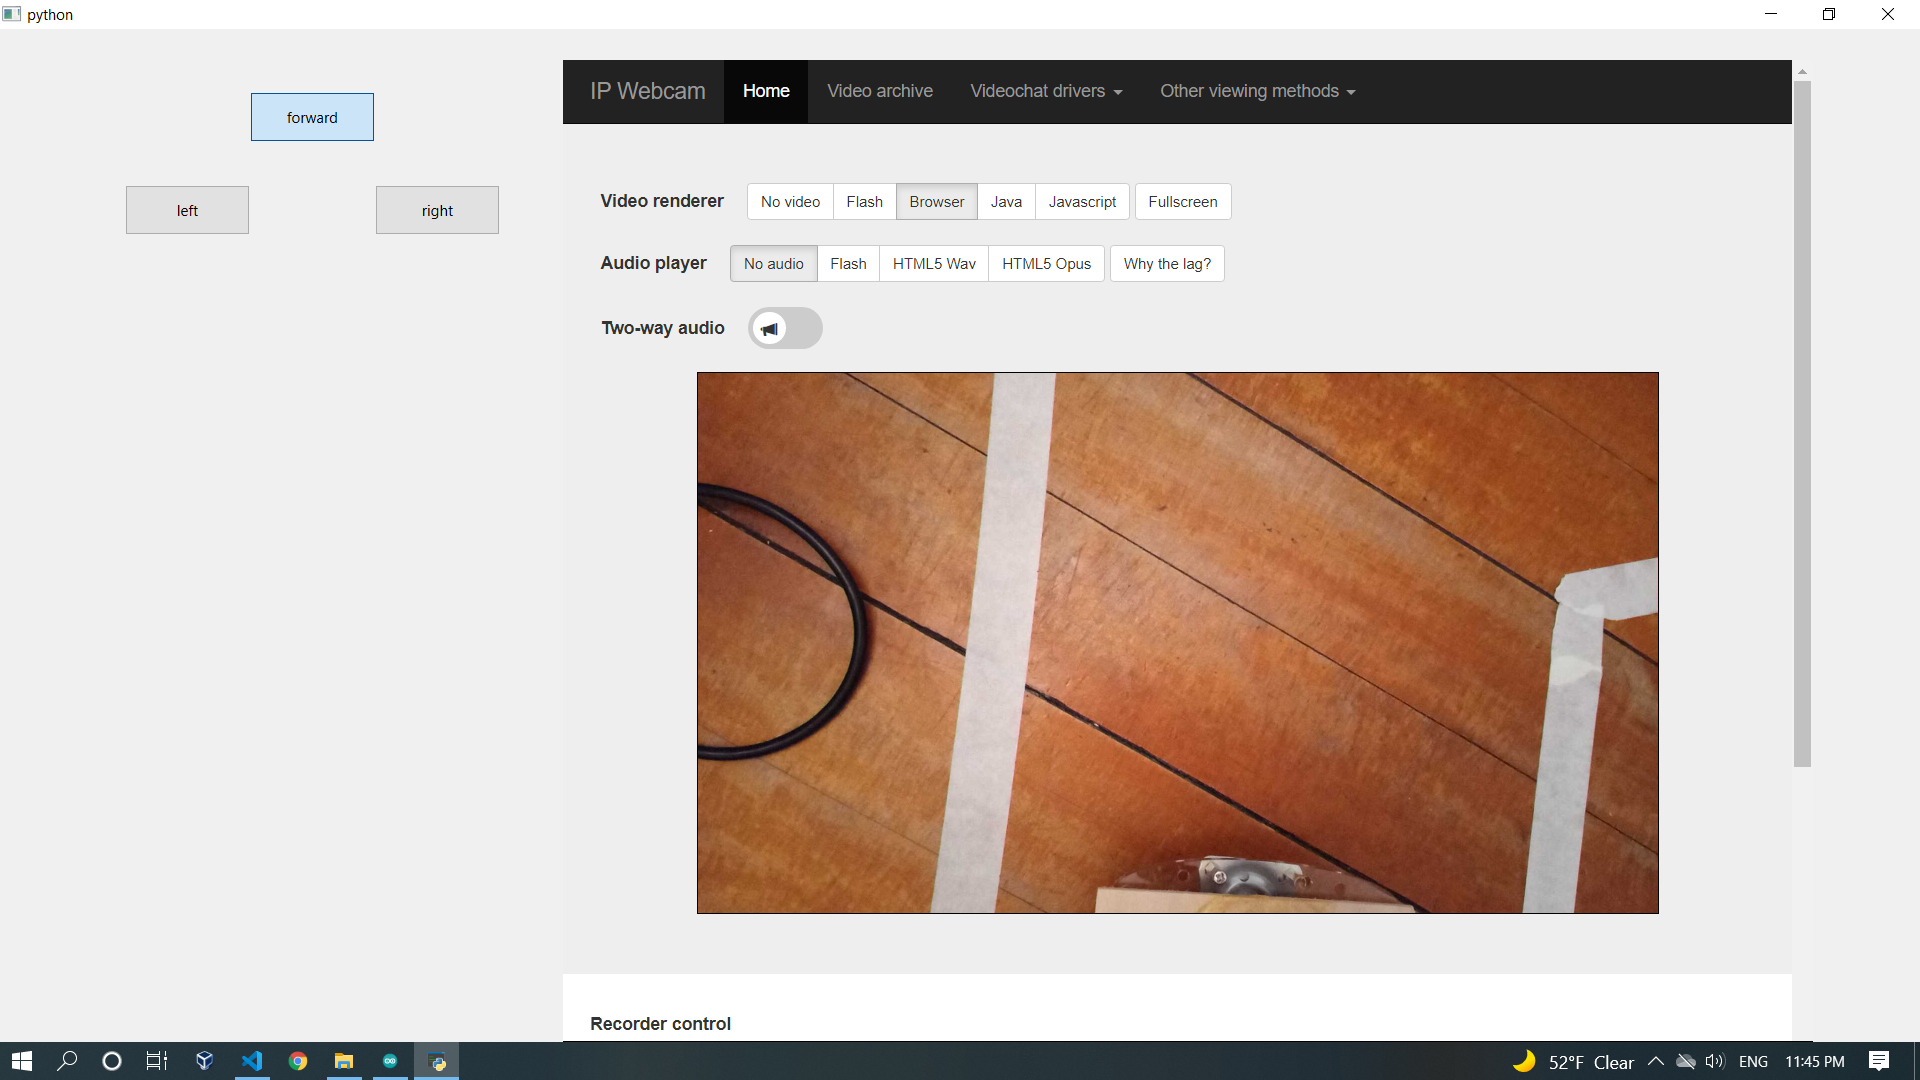 python
forward
left
right
IP Webcam Home Video archive Videochat drivers Other viewing methods
Video renderer No video Flash Browser Java Javascript Fullscreen
Audio player No audio Flash HTML5 Wav HTML5 Opus Why the lag?
Two-way audio
Recorder control
52°F Clear ENG 11:45 PM